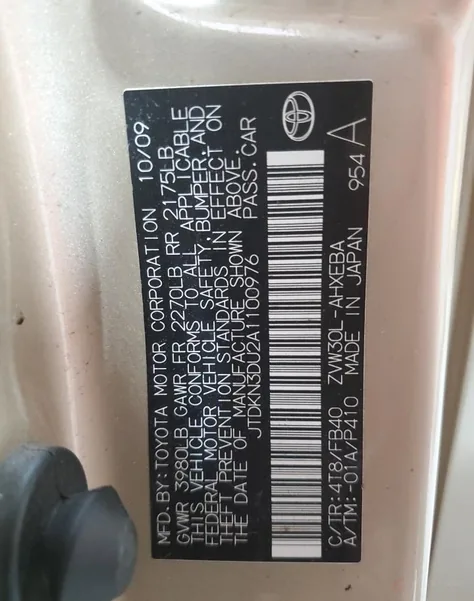 MFD. BY: TOYOTA MOTOR CORPORATION 10/09
GVWR 3980LB GAWR FR 2270LB RR 2175LB
THIS VEHICLE CONFORMS TO ALL APPLICABLE
FEDERAL MOTOR VEHICLE SAFETY, BUMPER, AND
THEFT PREVENTION STANDARDS IN EFFECT ON
THE DATE OF MANUFACTURE SHOWN ABOVE.
JTDKN3DU2A1100976 PASS. CAR
C/TR: 4T8/FB40 ZVW30L-AHXEBA 954 A
A/TM: -01A/P410 MADE IN JAPAN